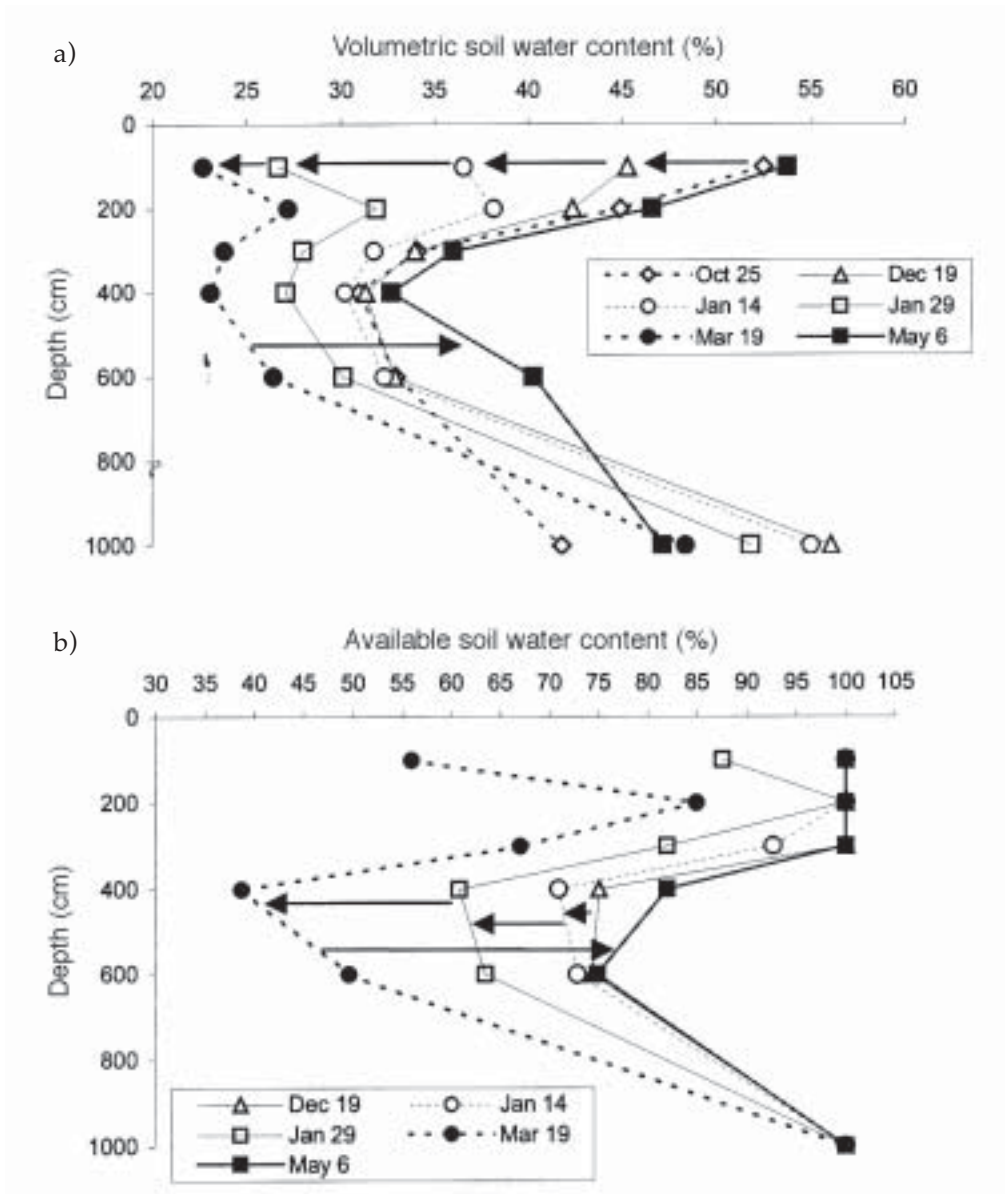 a)
Volumetric soil water content (%)
20 25 30 35 40 45 50 55 60
0
200
400
600
800
1000
Depth (cm)
Oct 25 Dec 19
Jan 14 Jan 29
Mar 19 May 6
b)
Available soil water content (%)
30 35 40 45 50 55 60 65 70 75 80 85 90 95 100 105
0
200
400
600
800
1000
Depth (cm)
Dec 19 Jan 14
Jan 29 Mar 19
May 6